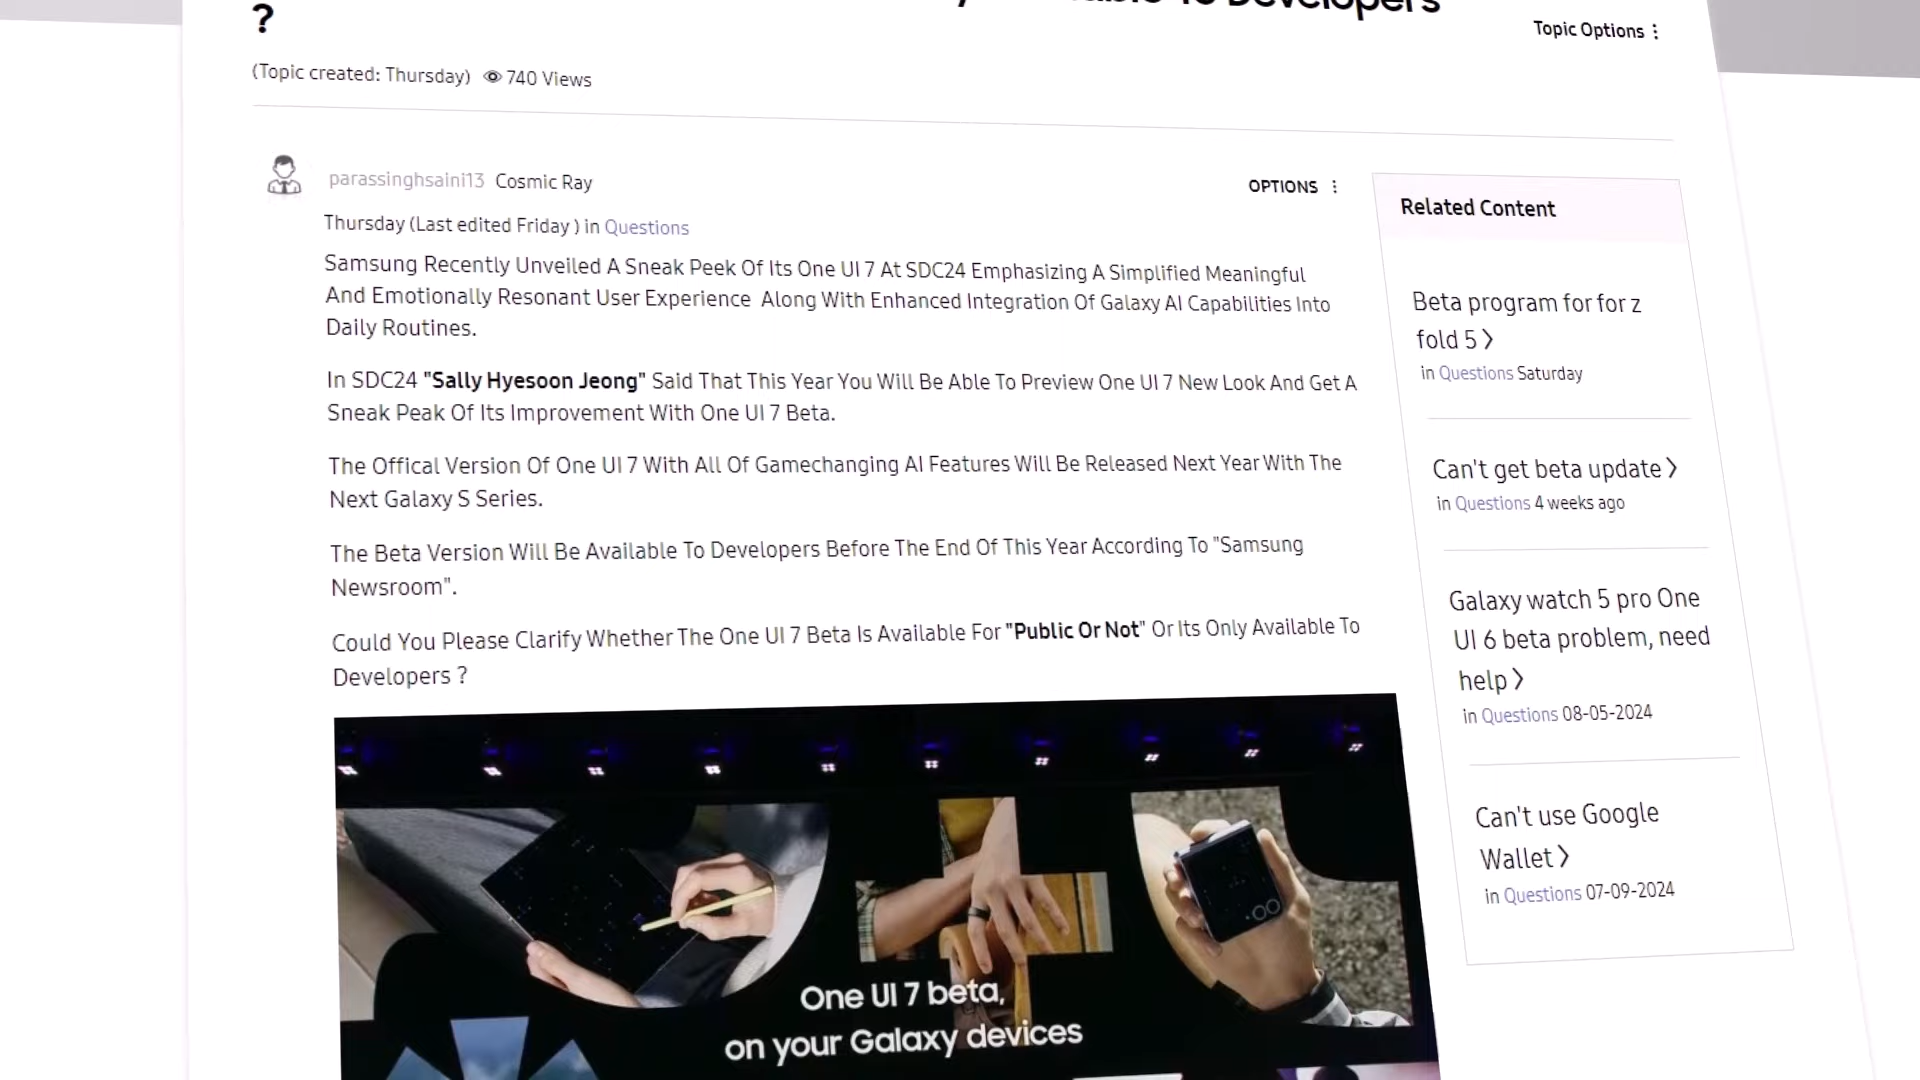 To Developers
?
Topic Options
(Topic created: Thursday) 740 Views
parassinghsaini13 Cosmic Ray
OPTIONS
Thursday (Last edited Friday ) in Questions
Samsung Recently Unveiled A Sneak Peek Of Its One UI 7 At SDC24 Emphasizing A Simplified Meaningful
And Emotionally Resonant User Experience Along With Enhanced Integration Of Galaxy AI Capabilities Into
Daily Routines.
In SDC24 "Sally Hyesoon Jeong" Said That This Year You Will Be Able To Preview One UI 7 New Look And Get A
Sneak Peak Of Its Improvement With One UI 7 Beta.
The Offical Version Of One UI 7 With All Of Gamechanging AI Features Will Be Released Next Year With The
Next Galaxy S Series.
The Beta Version Will Be Available To Developers Before The End Of This Year According To "Samsung
Newsroom".
Could You Please Clarify Whether The One UI 7 Beta Is Available For "Public Or Not" Or Its Only Available To
Developers ?
One UI 7 beta,
on your Galaxy devices
Related Content
Beta program for for z
fold 5
in Questions Saturday
Can't get beta update
in Questions 4 weeks ago
Galaxy watch 5 pro One
UI 6 beta problem, need
help
in Questions 08-05-2024
Can't use Google
Wallet
in Questions 07-09-2024